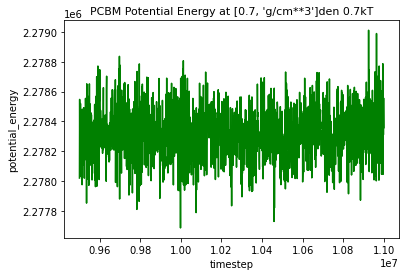 PCBM Potential Energy at [0.7, 'g/cm**3']den 0.7kT
1e6
2.2790
2.2788
2.2786
2.2784
2.2782
2.2780
2.2778
potential_energy
0.96 0.98 1.00 1.02 1.04 1.06 1.08 1.10
timestep
1e7